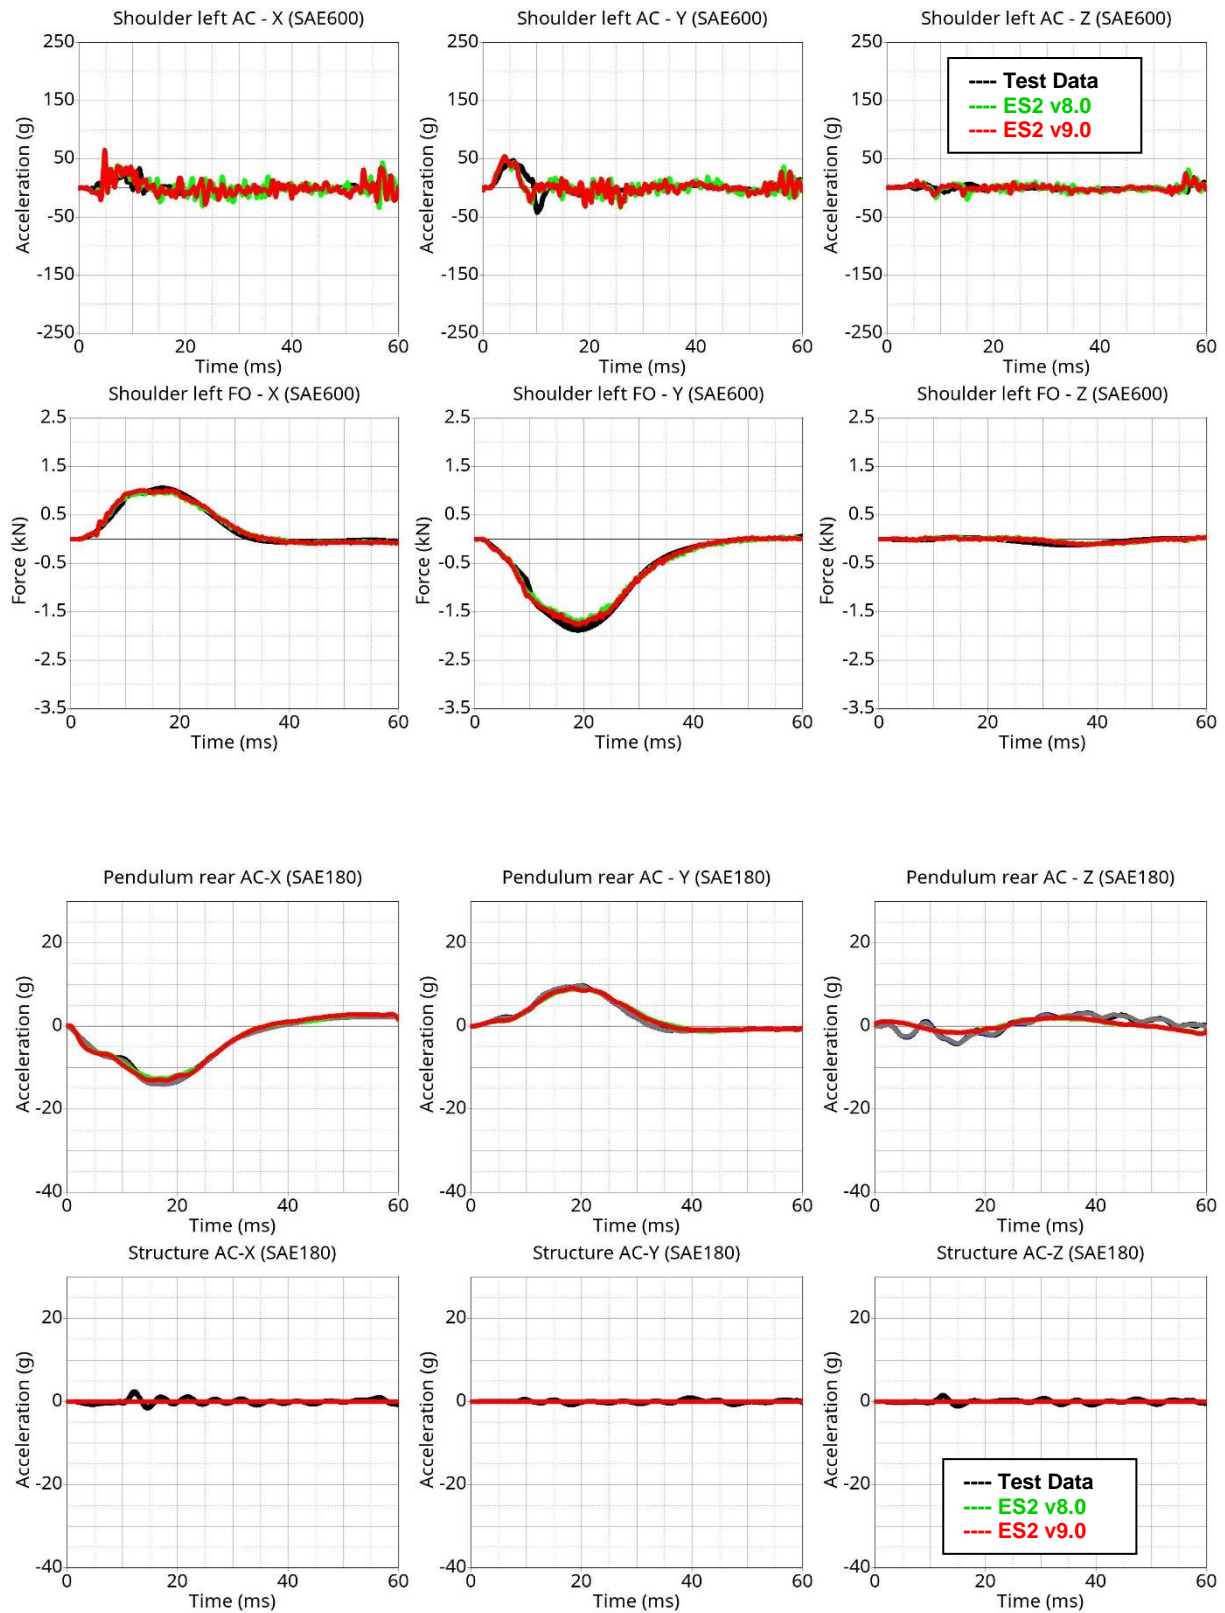 Shoulder left AC - X (SAE600)
Shoulder left AC - Y (SAE600)
Shoulder left AC - Z (SAE600)
250
150
50
-50
-150
-250
Acceleration (g)
0
20
40
60
Time (ms)
250
150
50
-50
-150
-250
Acceleration (g)
0
20
40
60
Time (ms)
250
150
50
-50
-150
-250
Acceleration (g)
0
20
40
60
Time (ms)
---- Test Data
---- ES2 v8.0
---- ES2 v9.0
Shoulder left FO - X (SAE600)
Shoulder left FO - Y (SAE600)
Shoulder left FO - Z (SAE600)
2.5
1.5
0.5
-0.5
-1.5
-2.5
-3.5
Force (kN)
0
20
40
60
Time (ms)
2.5
1.5
0.5
-0.5
-1.5
-2.5
-3.5
Force (kN)
0
20
40
60
Time (ms)
2.5
1.5
0.5
-0.5
-1.5
-2.5
-3.5
Force (kN)
0
20
40
60
Time (ms)
Pendulum rear AC-X (SAE180)
Pendulum rear AC - Y (SAE180)
Pendulum rear AC - Z (SAE180)
20
0
-20
-40
Acceleration (g)
0
20
40
60
Time (ms)
20
0
-20
-40
Acceleration (g)
0
20
40
60
Time (ms)
20
0
-20
-40
Acceleration (g)
0
20
40
60
Time (ms)
Structure AC-X (SAE180)
Structure AC-Y (SAE180)
Structure AC-Z (SAE180)
20
0
-20
-40
Acceleration (g)
0
20
40
60
Time (ms)
20
0
-20
-40
Acceleration (g)
0
20
40
60
Time (ms)
20
0
-20
-40
Acceleration (g)
0
20
40
60
Time (ms)
---- Test Data
---- ES2 v8.0
---- ES2 v9.0